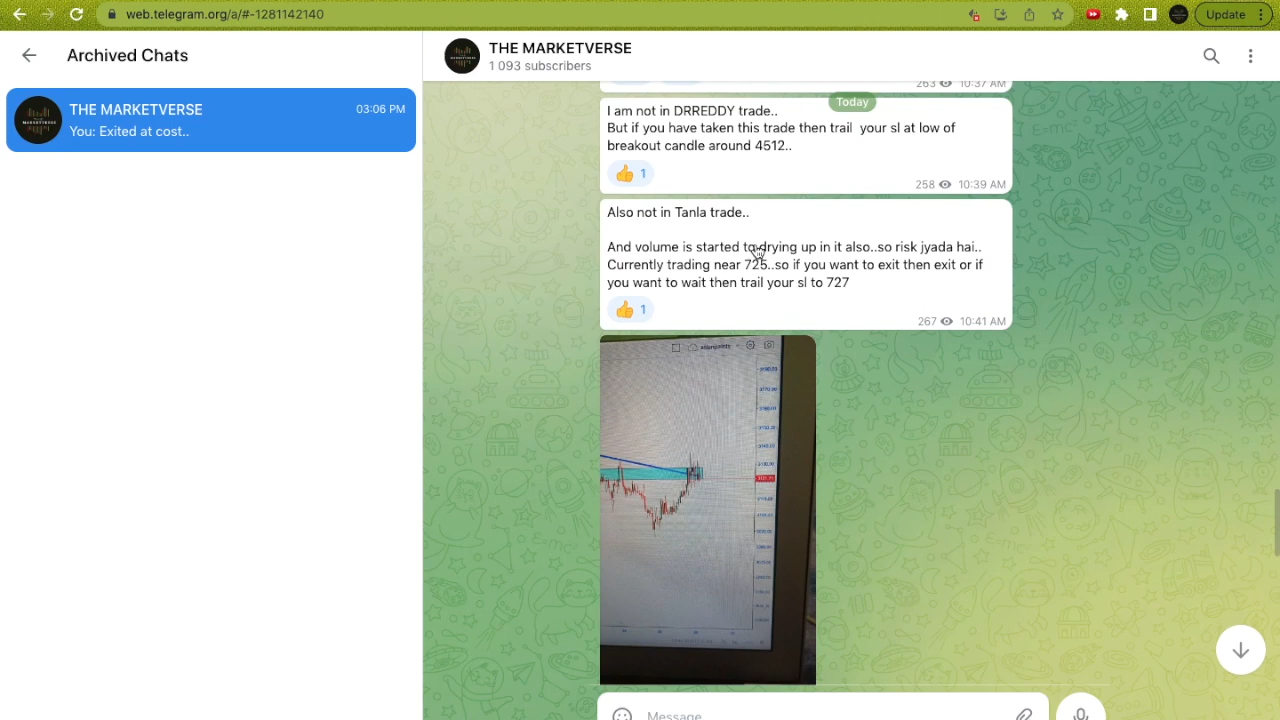 web.telegram.org/a/#-1281142140
Update
Archived Chats
THE MARKETVERSE
03:06 PM
You: Exited at cost..
THE MARKETVERSE
1 093 subscribers
263 10:37 AM
Today
I am not in DRREDDY trade..
But if you have taken this trade then trail your sl at low of
breakout candle around 4512..
👍 1
258 10:39 AM
Also not in Tanla trade..
And volume is started to drying up in it also..so risk jyada hai..
Currently trading near 725..so if you want to exit then exit or if
you want to wait then trail your sl to 727
👍 1
267 10:41 AM
Message